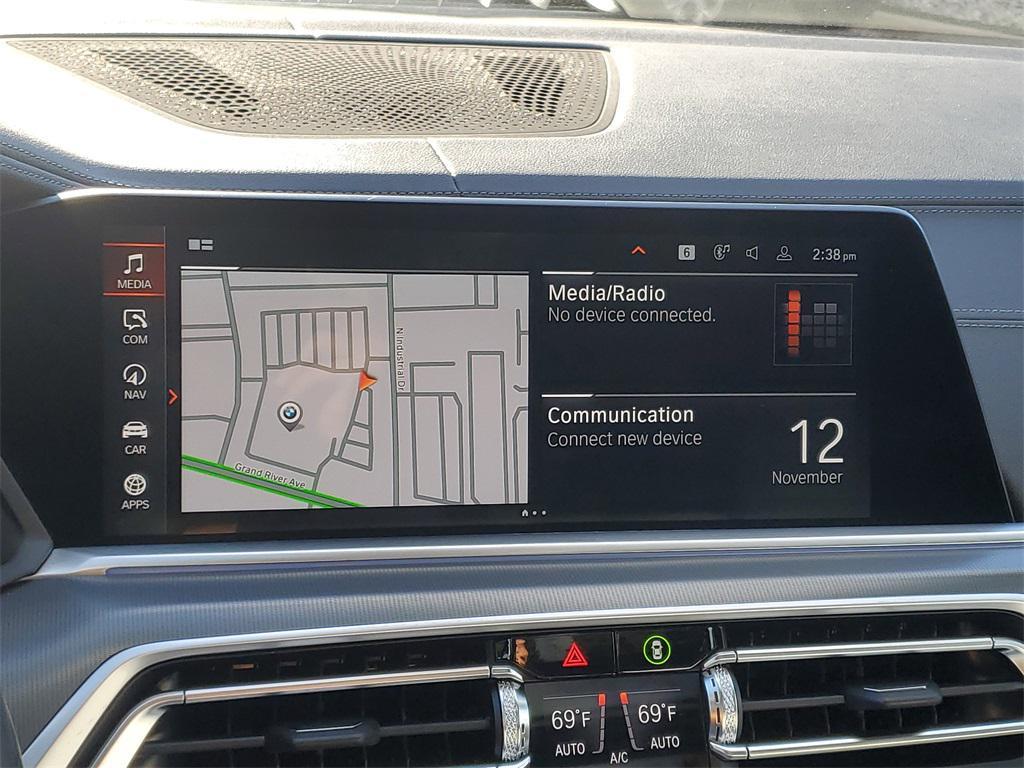 MEDIA
COM
NAV
CAR
APPS
6
2:38 pm
N Industrial Dr
Grand River Ave
Media/Radio
No device connected.
Communication
Connect new device
12
November
69°F
69°F
AUTO
A/C
AUTO